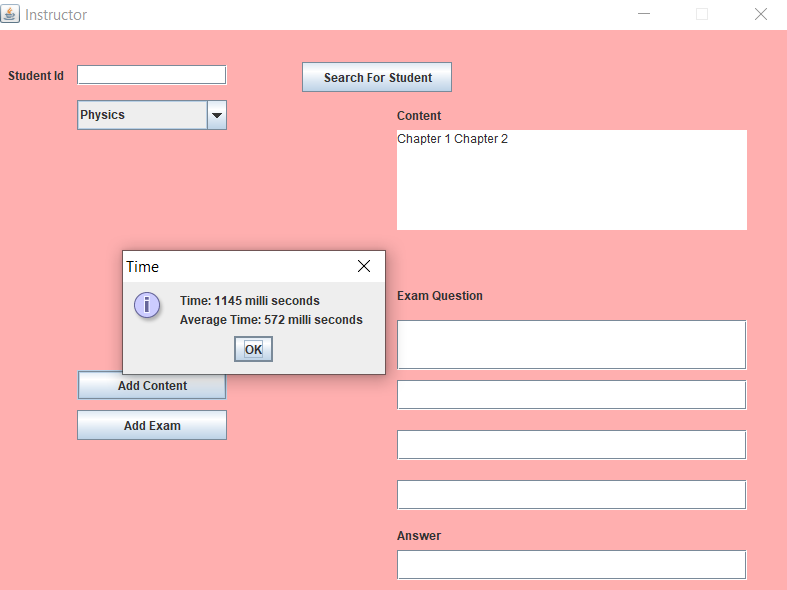 Instructor
Student Id
Search For Student
Physics
Content
Chapter 1 Chapter 2
Time
Time: 1145 milli seconds
Average Time: 572 milli seconds
OK
Exam Question
Add Content
Add Exam
Answer